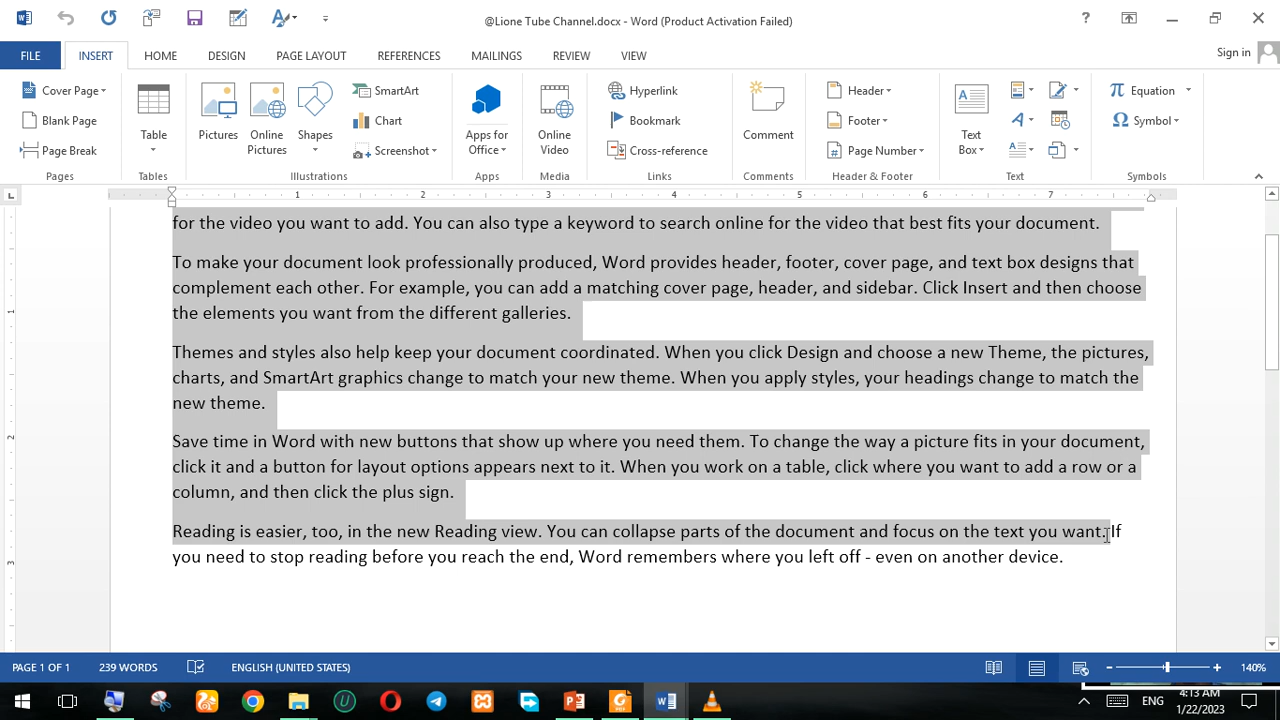 @Lione Tube Channel.docx - Word (Product Activation Failed)
?
FILE INSERT HOME DESIGN PAGE LAYOUT REFERENCES MAILINGS REVIEW VIEW Sign in
Cover Page
Blank Page
Page Break
Pages
Table
Tables
Pictures
Online Pictures
Shapes
SmartArt
Chart
Screenshot
Illustrations
Apps for Office
Apps
Online Video
Media
Hyperlink
Bookmark
Cross-reference
Links
Comment
Comments
Header
Footer
Page Number
Header & Footer
Text Box
Text
Equation
Symbol
Symbols
1 2 3 4 5 6 7
for the video you want to add. You can also type a keyword to search online for the video that best fits your document.
To make your document look professionally produced, Word provides header, footer, cover page, and text box designs that
complement each other. For example, you can add a matching cover page, header, and sidebar. Click Insert and then choose
the elements you want from the different galleries.
Themes and styles also help keep your document coordinated. When you click Design and choose a new Theme, the pictures,
charts, and SmartArt graphics change to match your new theme. When you apply styles, your headings change to match the
new theme.
Save time in Word with new buttons that show up where you need them. To change the way a picture fits in your document,
click it and a button for layout options appears next to it. When you work on a table, click where you want to add a row or a
column, and then click the plus sign.
Reading is easier, too, in the new Reading view. You can collapse parts of the document and focus on the text you want. If
you need to stop reading before you reach the end, Word remembers where you left off - even on another device.
1
2
3
PAGE 1 OF 1 239 WORDS ENGLISH (UNITED STATES) 140%
ENG
4:13 AM
1/22/2023